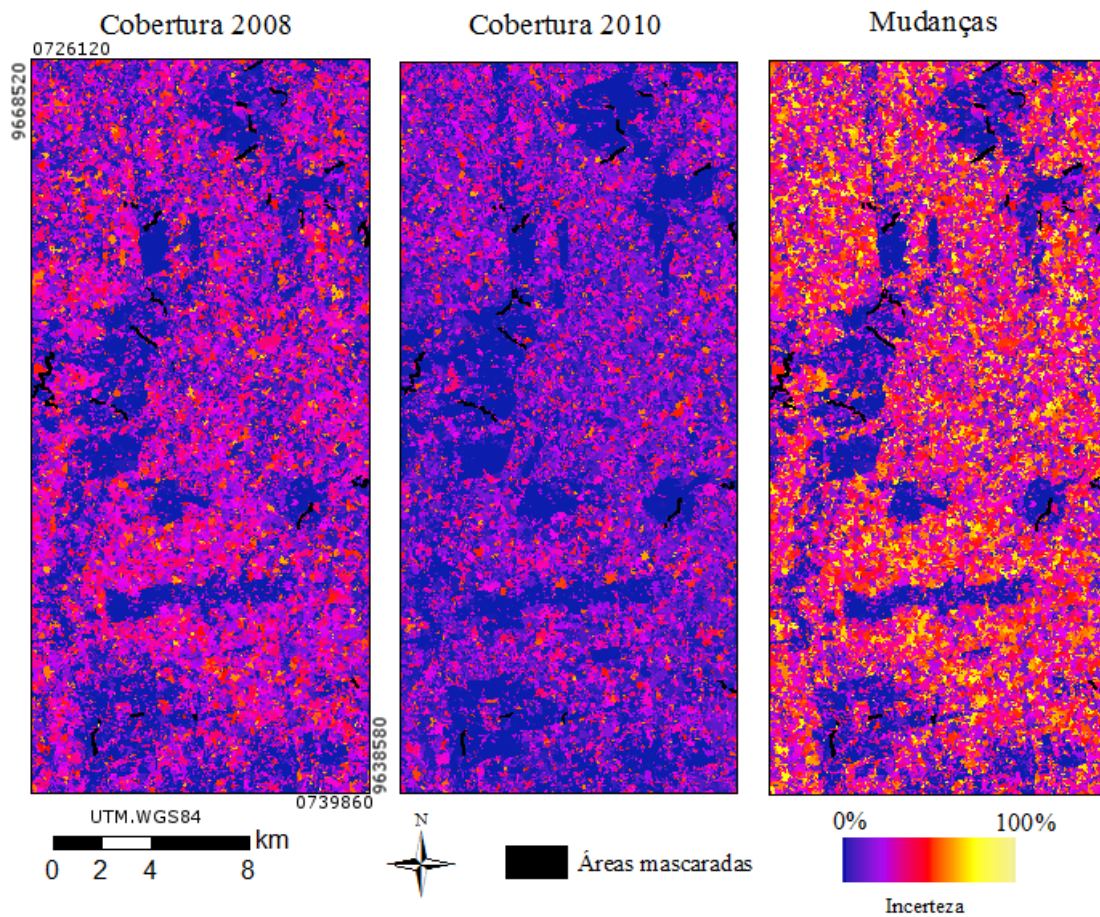 Cobertura 2008
Cobertura 2010
Mudanças
0726120
9668520
9638580
0739860
UTM.WGS84
km
0 2 4 8
N
Áreas mascaradas
0% 100%
Incerteza